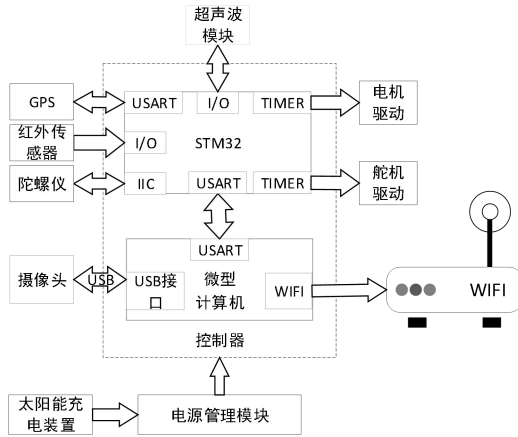 超声波
模块
GPS
USART
I/O
TIMER
电机
驱动
红外传
感器
I/O
STM32
陀螺仪
IIC
USART
TIMER
舵机
驱动
USART
摄像头
USB
USB接
口
微型
计算机
WIFI
WIFI
控制器
太阳能充
电装置
电源管理模块